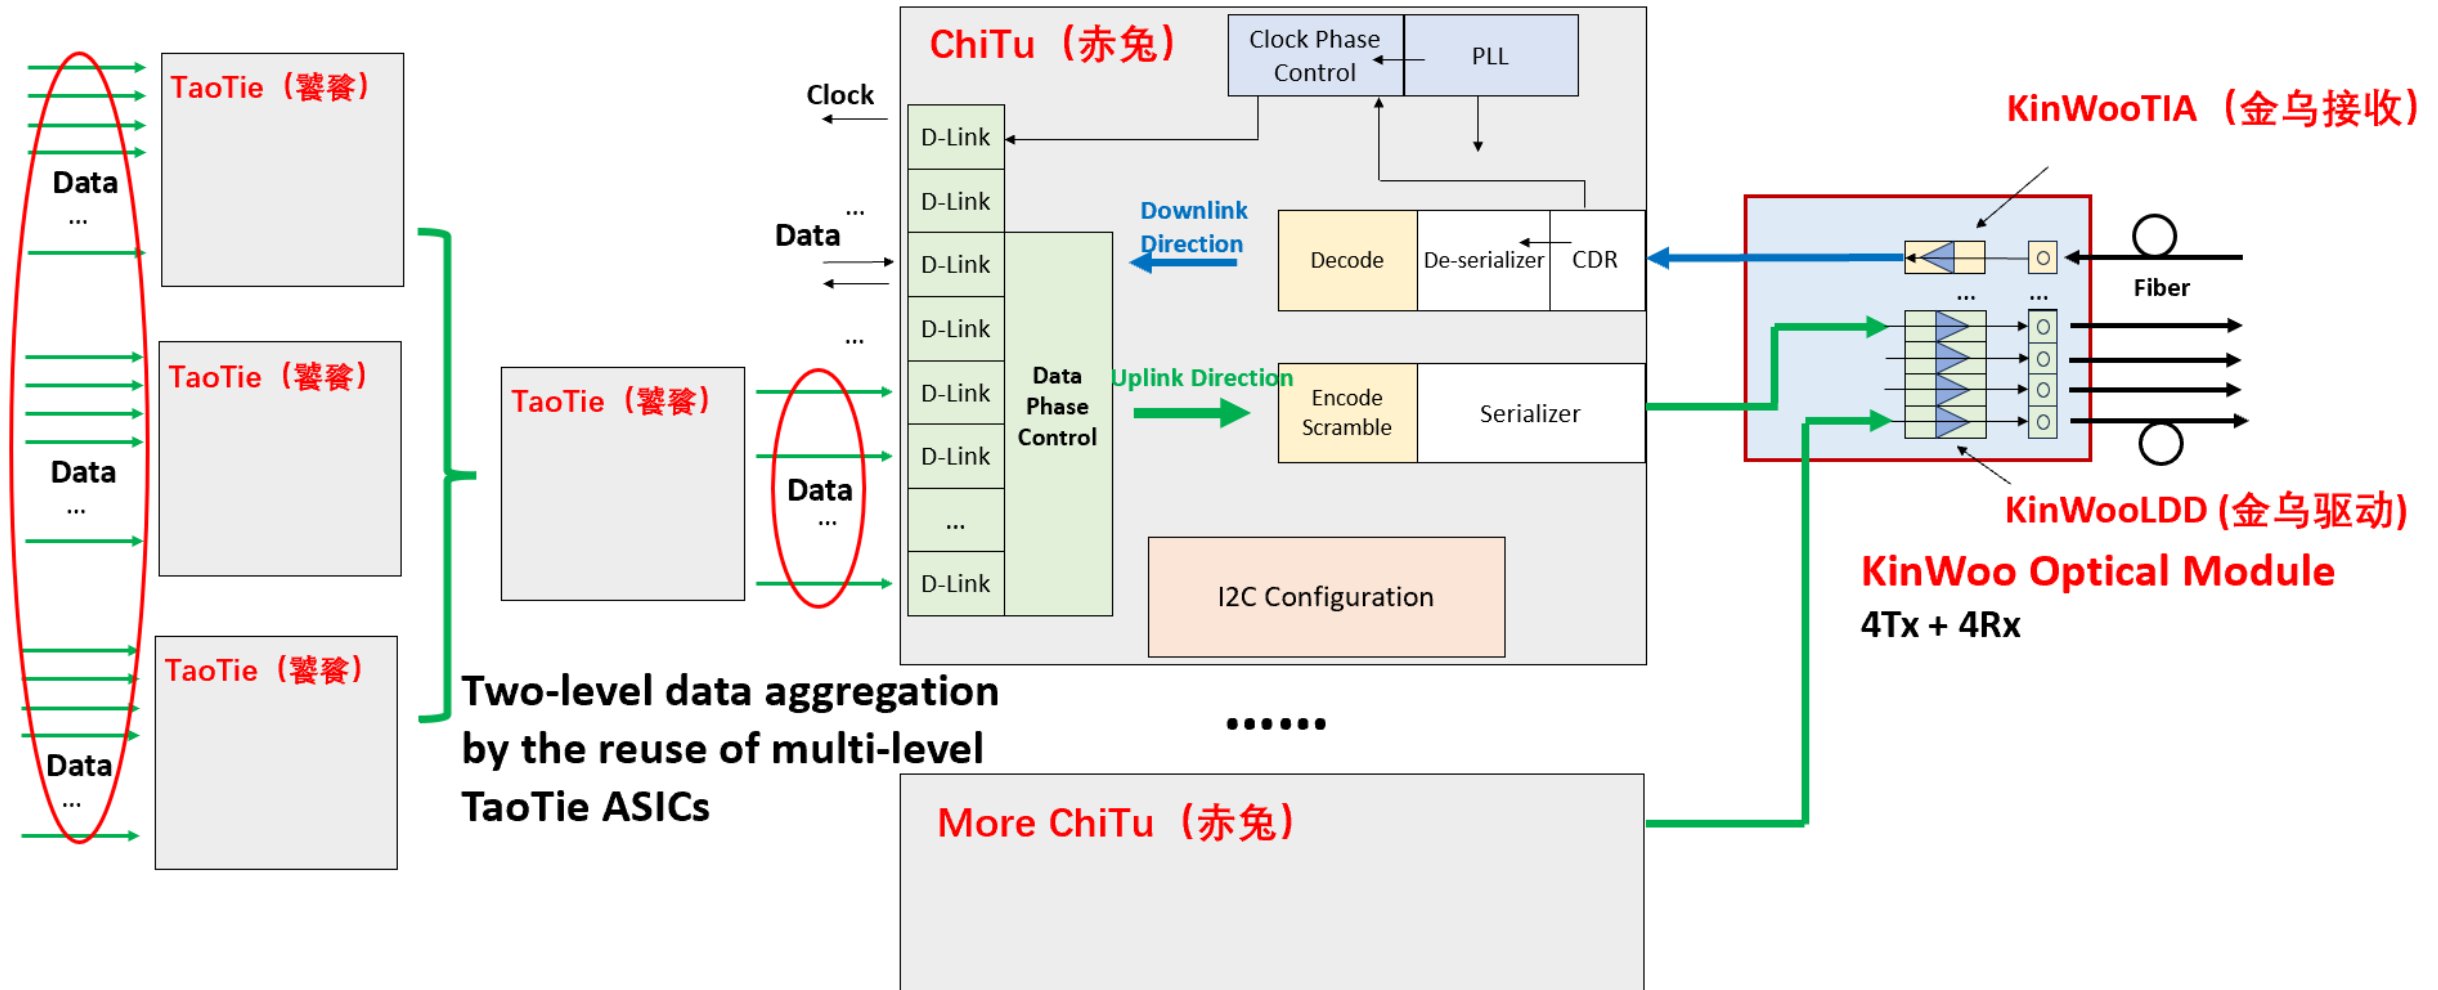 TaoTie（饕餮）
Data
...
TaoTie（饕餮）
Data
...
TaoTie（饕餮）
Data
...
TaoTie（饕餮）
Data
...
Two-level data aggregation
by the reuse of multi-level
TaoTie ASICs
ChiTu（赤兔）
Clock Phase
Control
PLL
Clock
...
Data
...
D-Link
D-Link
D-Link
D-Link
D-Link
D-Link
...
D-Link
Data
Phase
Control
Downlink
Direction
Decode
De-serializer
CDR
Uplink Direction
Encode
Scramble
Serializer
I2C Configuration
......
More ChiTu（赤兔）
KinWooTIA（金乌接收）
Fiber
...
...
KinWooLDD (金乌驱动)
KinWoo Optical Module
4Tx + 4Rx